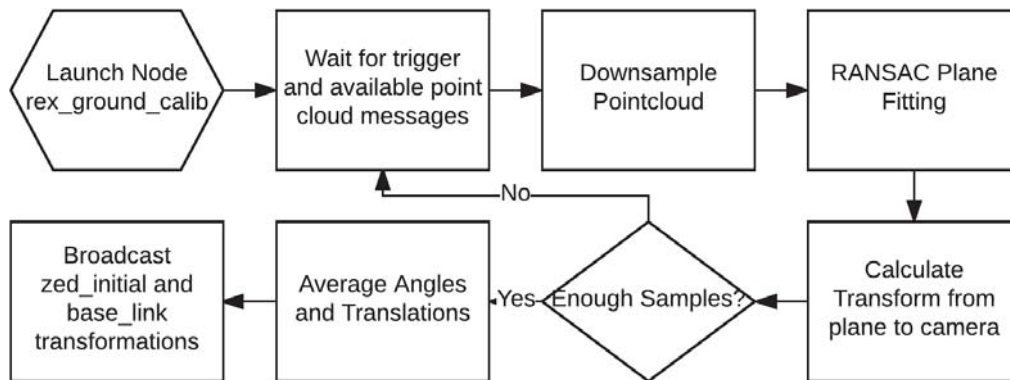 Launch Node
rex_ground_calib
Wait for trigger
and available point
cloud messages
Downsample
Pointcloud
RANSAC Plane
Fitting
Calculate
Transform from
plane to camera
Enough Samples?
No
Yes
Average Angles
and Translations
Broadcast
zed_initial and
base_link
transformations